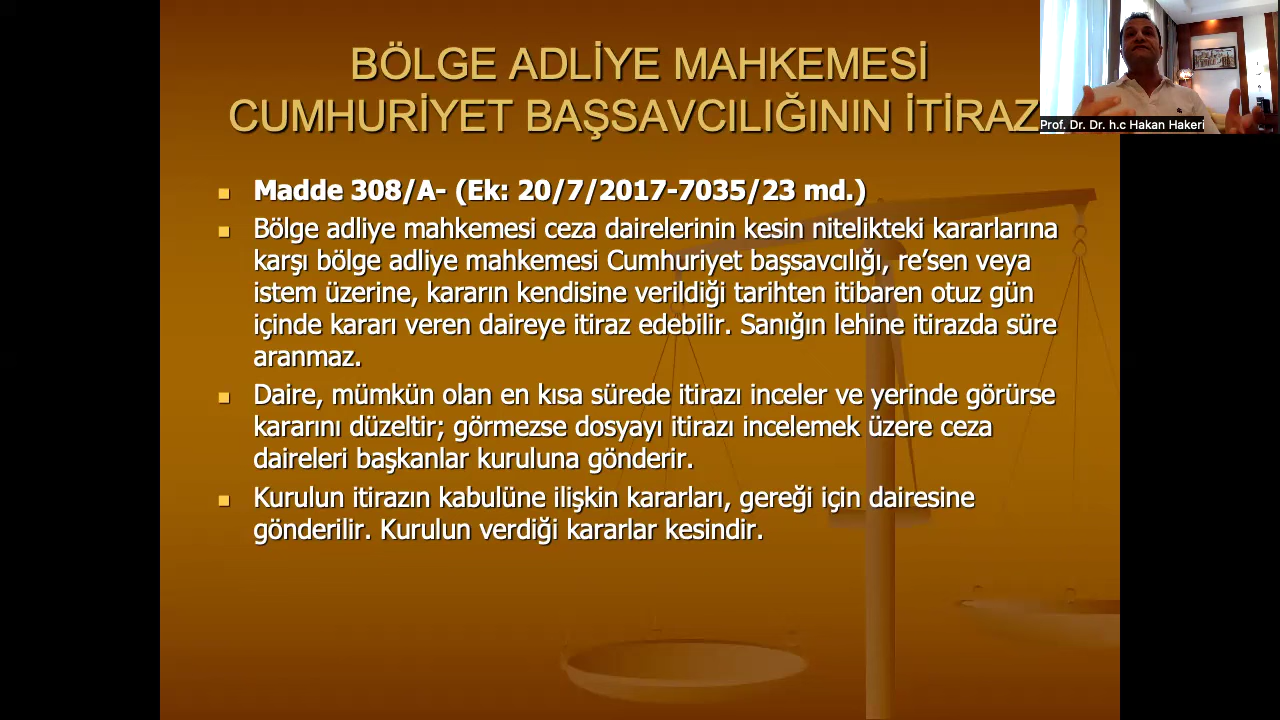 BÖLGE ADLİYE MAHKEMESİ
CUMHURİYET BAŞSAVCILIĞININ İTİRAZ
Prof. Dr. Dr. h.c Hakan Hakeri
Madde 308/A- (Ek: 20/7/2017-7035/23 md.)
Bölge adliye mahkemesi ceza dairelerinin kesin nitelikteki kararlarına
karşı bölge adliye mahkemesi Cumhuriyet başsavcılığı, re’sen veya
istem üzerine, kararın kendisine verildiği tarihten itibaren otuz gün
içinde kararı veren daireye itiraz edebilir. Sanığın lehine itirazda süre
aranmaz.
Daire, mümkün olan en kısa sürede itirazı inceler ve yerinde görürse
kararını düzeltir; görmezse dosyayı itirazı incelemek üzere ceza
daireleri başkanlar kuruluna gönderir.
Kurulun itirazın kabulüne ilişkin kararları, gereği için dairesine
gönderilir. Kurulun verdiği kararlar kesindir.